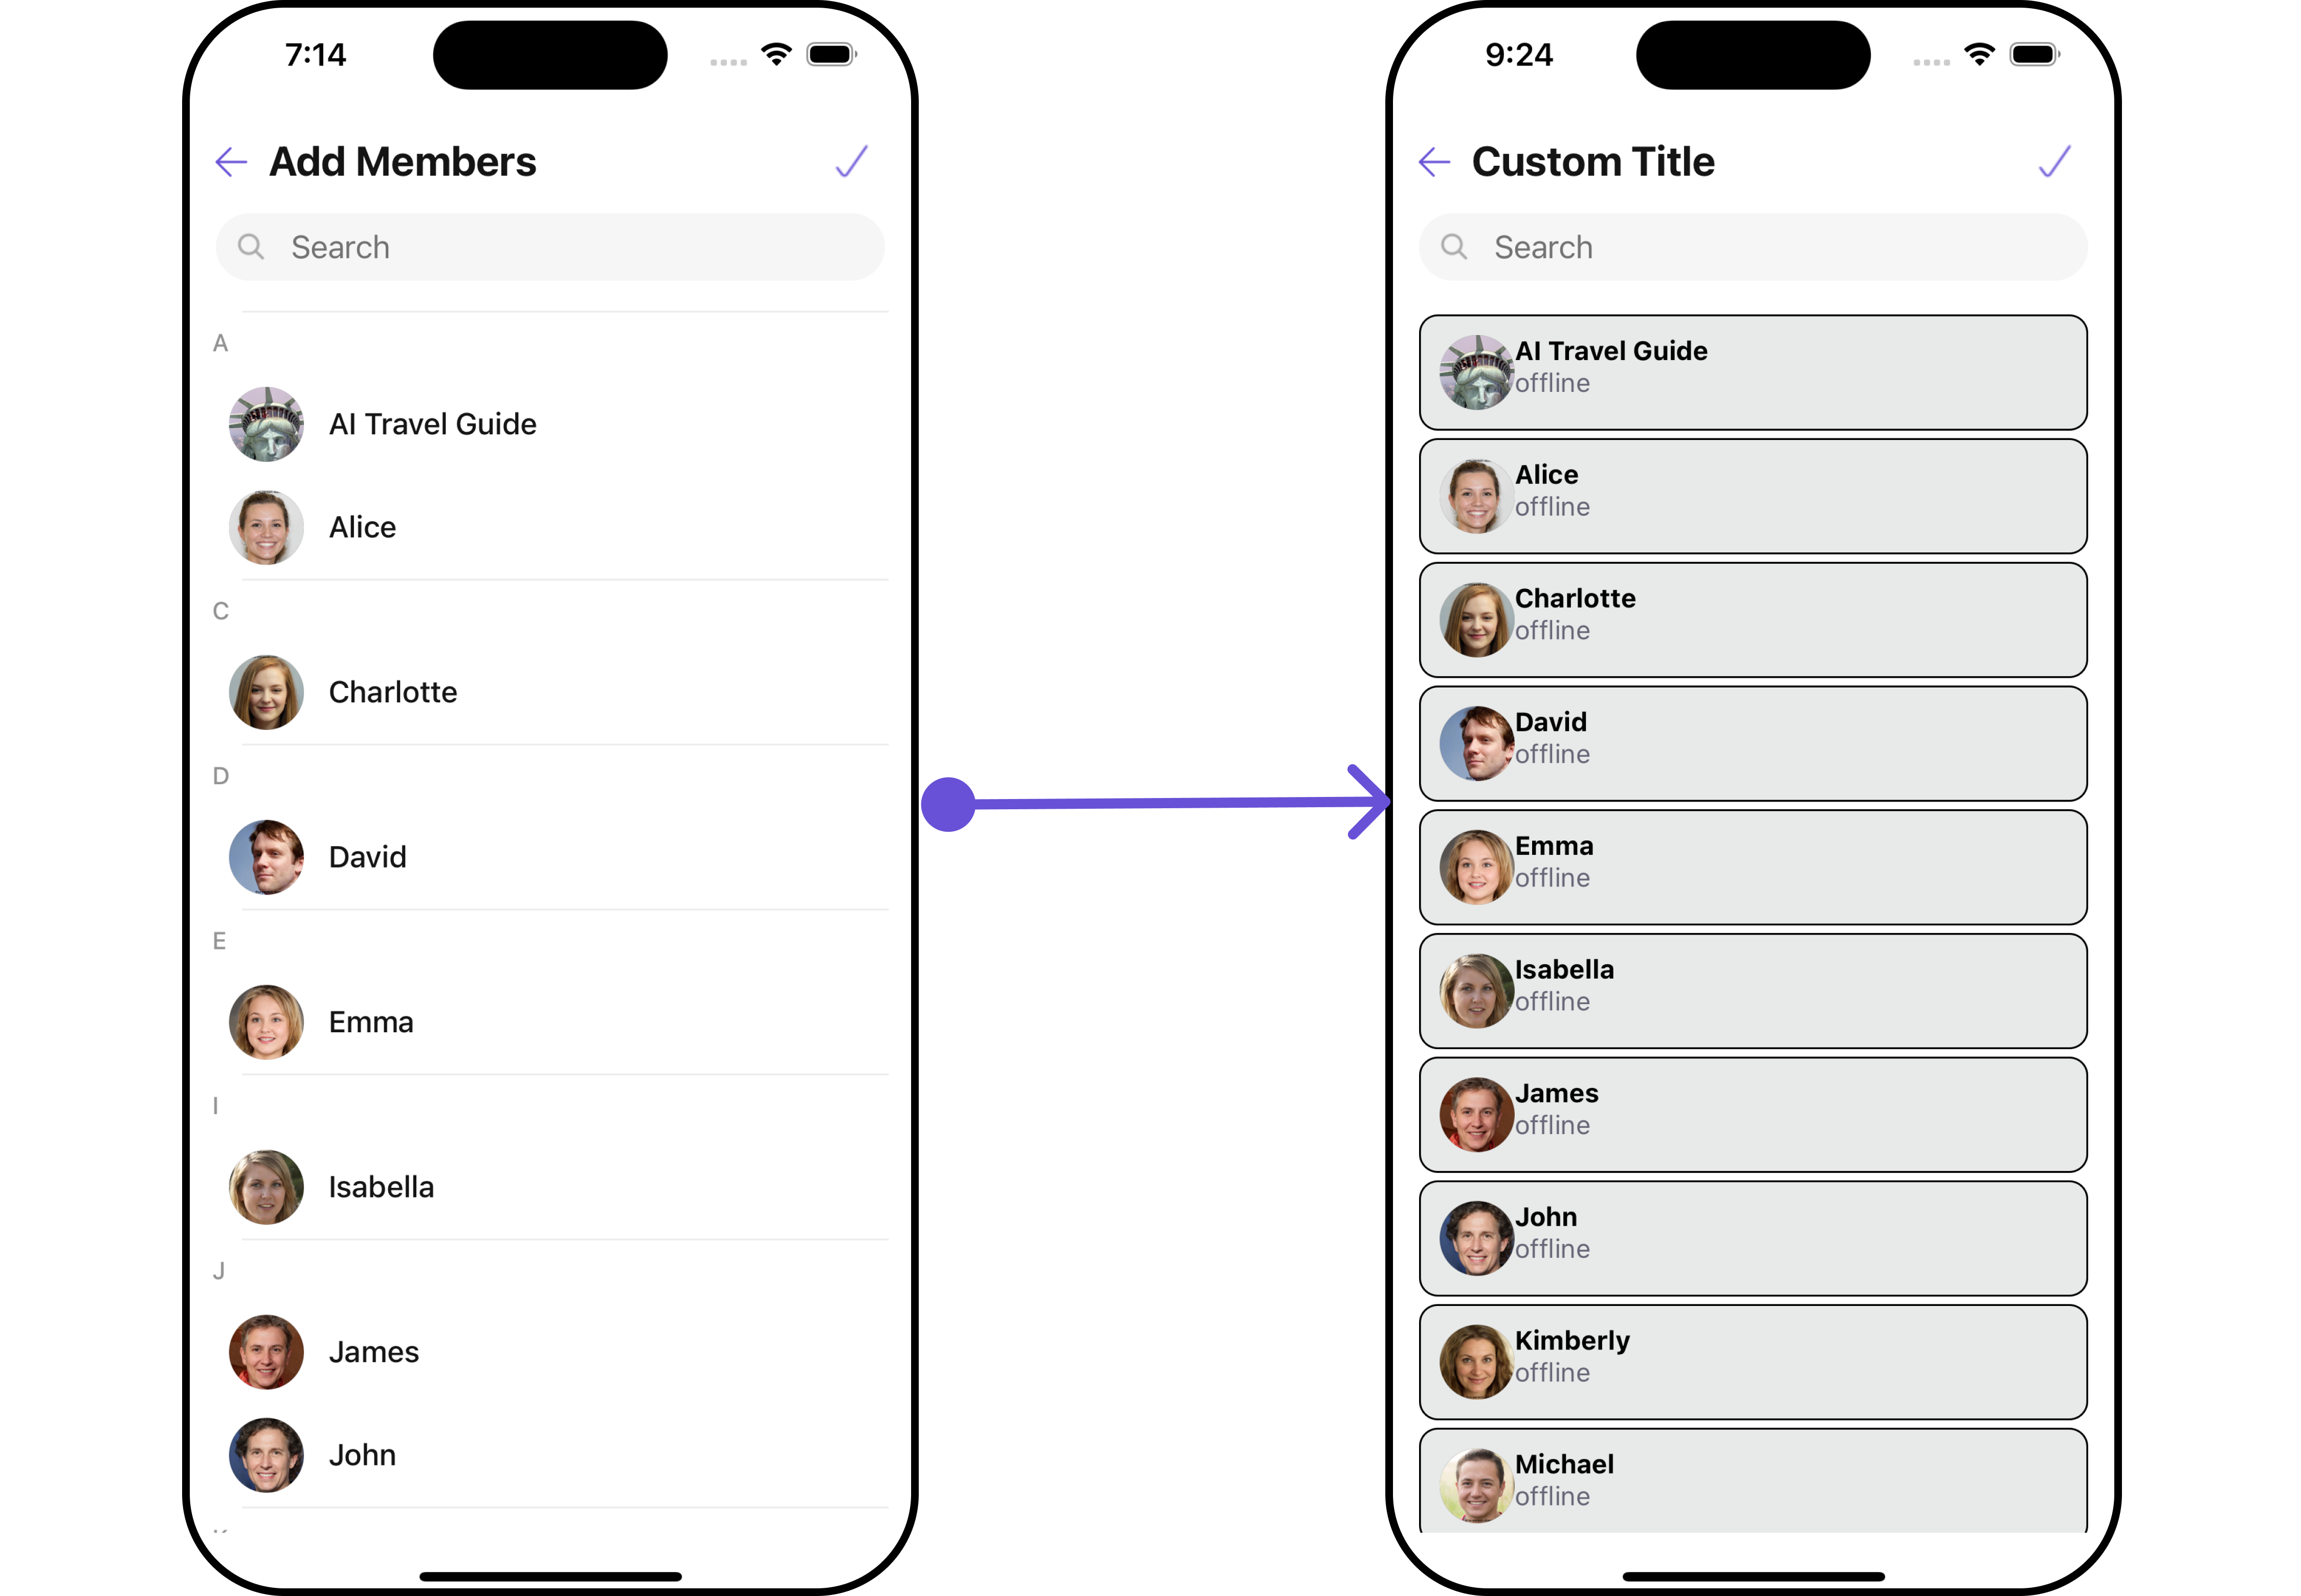 7:14
Add Members
Search
A
AI Travel Guide
Alice
C
Charlotte
D
David
E
Emma
I
Isabella
J
James
John
9:24
Custom Title
Search
AI Travel Guide
offline
Alice
offline
Charlotte
offline
David
offline
Emma
offline
Isabella
offline
James
offline
John
offline
Kimberly
offline
Michael
offline